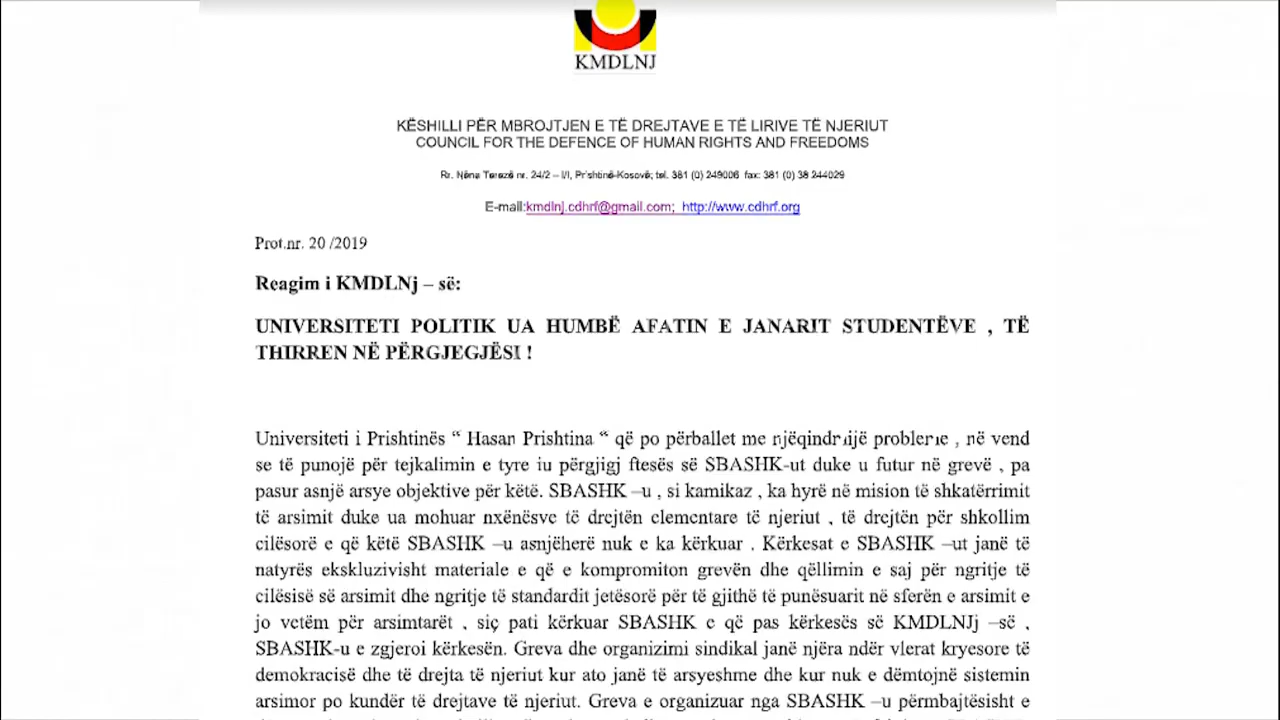 KMDLNJ
KËSHILLI PËR MBROJTJEN E TË DREJTAVE E TË LIRIVE TË NJERIUT
COUNCIL FOR THE DEFENCE OF HUMAN RIGHTS AND FREEDOMS
Rr. Nëna Terezë nr. 24/2 – I/I, Prishtinë-Kosovë; tel. 381 (0) 249006 fax: 381 (0) 38 244029
E-mail:kmdlnj.cdhrf@gmail.com; http://www.cdhrf.org
Prot.nr. 20 /2019
Reagim i KMDLNj – së:
UNIVERSITETI POLITIK UA HUMBË AFATIN E JANARIT STUDENTËVE , TË
THIRREN NË PËRGJEGJËSI !
Universiteti i Prishtinës “ Hasan Prishtina “ që po përballet me njëqindmijë probleme , në vend
se të punojë për tejkalimin e tyre iu përgjigj ftesës së SBASHK-ut duke u futur në grevë , pa
pasur asnjë arsye objektive për këtë. SBASHK –u , si kamikaz , ka hyrë në mision të shkatërrimit
të arsimit duke ua mohuar nxënësve të drejtën elementare të njeriut , të drejtën për shkollim
cilësorë e që këtë SBASHK –u asnjëherë nuk e ka kërkuar . Kërkesat e SBASHK –ut janë të
natyrës ekskluzivisht materiale e që e kompromiton grevën dhe qëllimin e saj për ngritje të
cilësisë së arsimit dhe ngritje të standardit jetësorë për të gjithë të punësuarit në sferën e arsimit e
jo vetëm për arsimtarët , siç pati kërkuar SBASHK e që pas kërkesës së KMDLNJj –së ,
SBASHK-u e zgjeroi kërkesën. Greva dhe organizimi sindikal janë njëra ndër vlerat kryesore të
demokracisë dhe të drejta të njeriut kur ato janë të arsyeshme dhe kur nuk e dëmtojnë sistemin
arsimor po kundër të drejtave të njeriut. Greva e organizuar nga SBASHK –u përmbajtësisht e